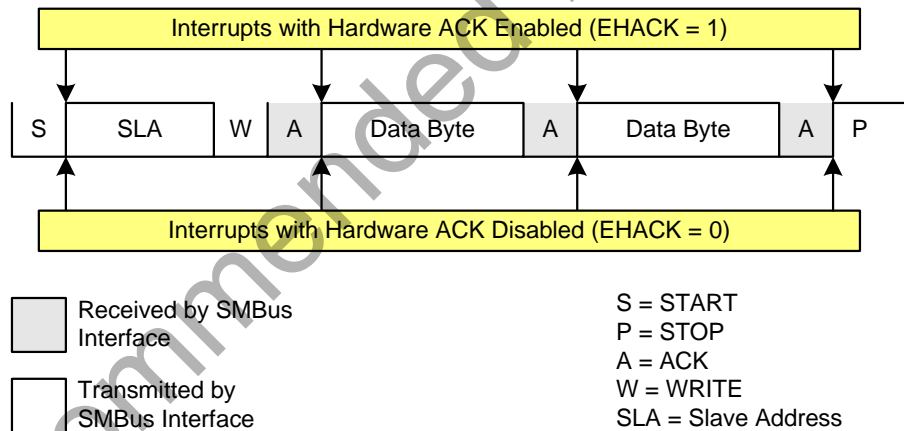 Interrupts with Hardware ACK Enabled (EHACK = 1)
S SLA W A Data Byte A Data Byte A P
Interrupts with Hardware ACK Disabled (EHACK = 0)
Received by SMBus
Interface
Transmitted by
SMBus Interface
S = START
P = STOP
A = ACK
W = WRITE
SLA = Slave Address
ommended